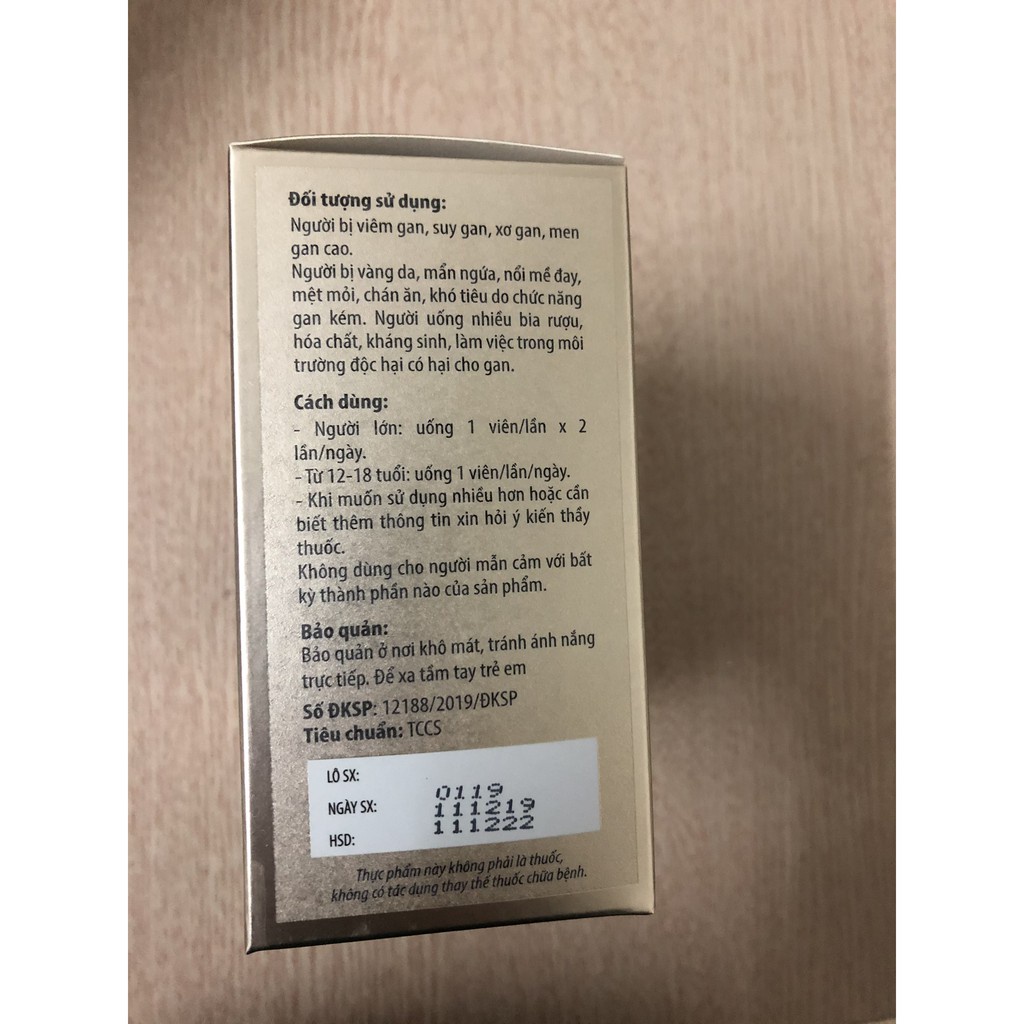 Đối tượng sử dụng:
Người bị viêm gan, suy gan, xơ gan, men
gan cao.
Người bị vàng da, mẩn ngứa, nổi mề đay,
mệt mỏi, chán ăn, khó tiêu do chức năng
gan kém. Người uống nhiều bia rượu,
hóa chất, kháng sinh, làm việc trong môi
trường độc hại có hại cho gan.
Cách dùng:
- Người lớn: uống 1 viên/lần x 2
lần/ngày.
- Từ 12-18 tuổi: uống 1 viên/lần/ngày.
- Khi muốn sử dụng nhiều hơn hoặc cần
biết thêm thông tin xin hỏi ý kiến thầy
thuốc.
Không dùng cho người mẫn cảm với bất
kỳ thành phần nào của sản phẩm.
Bảo quản:
Bảo quản ở nơi khô mát, tránh ánh nắng
trực tiếp. Để xa tầm tay trẻ em
Số ĐKSP: 12188/2019/ĐKSP
Tiêu chuẩn: TCCS
LÔ SX: 0119
NGÀY SX: 111219
HSD: 111222
Thực phẩm này không phải là thuốc,
không có tác dụng thay thế thuốc chữa bệnh.